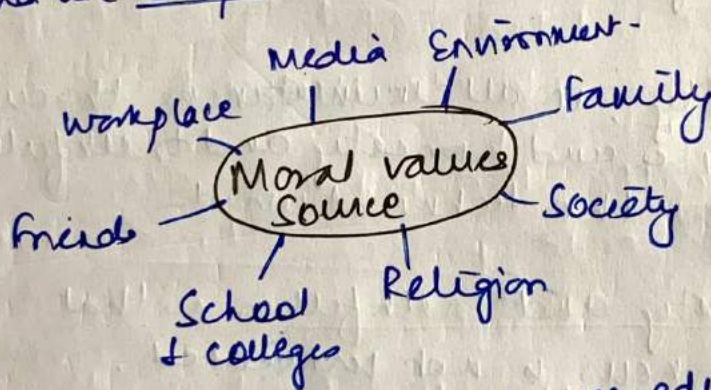 Media Environment-
Workplace
Family
Moral values
Source
Society
Friends
Religion
School
& colleges